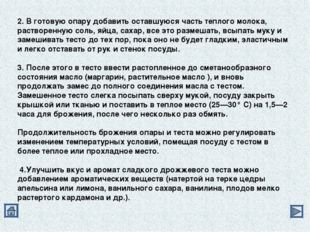 2. В готовую опару добавить оставшуюся часть теплого молока,
растворенную соль, яйца, сахар, все это размешать, всыпать муку и
замешивать тесто до тех пор, пока оно не будет гладким, эластичным
и легко отставать от рук и стенок посуды.
3. После этого в тесто ввести растопленное до сметанообразного
состояния масло (маргарин, растительное масло ), и вновь
продолжать замес до полного соединения масла с тестом.
Замешенное тесто слегка посыпать сверху мукой, посуду закрыть
крышкой или тканью и поставить в теплое место (25—30° С) на 1,5—2
часа для брожения, после чего несколько раз обмять.
Продолжительность брожения опары и теста можно регулировать
изменением температурных условий, помещая посуду с тестом в
более теплое или прохладное место.
4.Улучшить вкус и аромат сладкого дрожжевого теста можно
добавлением ароматических веществ (натертой на терке цедры
апельсина или лимона, ванильного сахара, ванилина, плодов мелко
растертого кардамона и др.).